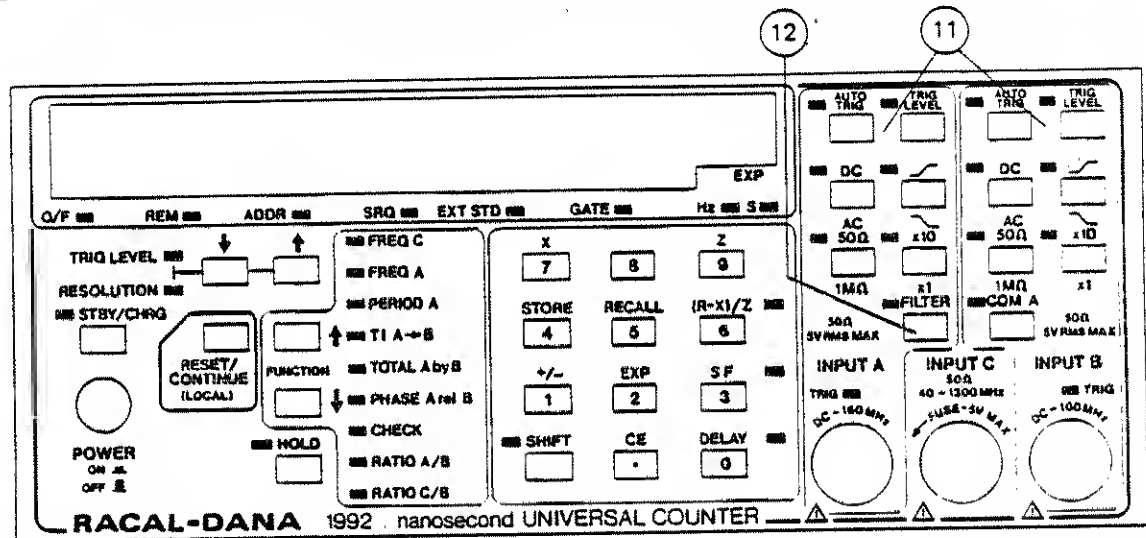 12
11
AUTO TRIG
TRIG LEVEL
AUTO TRIG
TRIG LEVEL
EXP
DC
DC
O/F
REM
ADDR
SRQ
EXT STD
GATE
Hz
S
AC
50Ω
x10
AC
50Ω
x10
1MΩ
x1
1MΩ
x1
TRIG LEVEL
RESOLUTION
STBY/CHRG
RESET/
CONTINUE
(LOCAL)
FUNCTION
POWER
ON
OFF
HOLD
FREQ C
FREQ A
PERIOD A
TI A→B
TOTAL A by B
PHASE A rel B
CHECK
RATIO A/B
RATIO C/B
X
Z
7
8
9
STORE
RECALL
(R-X)/Z
4
5
6
+/-
EXP
SF
1
2
3
SHIFT
CE
DELAY
.
0
FILTER
COM A
50Ω
5V RMS MAX
50Ω
5V RMS MAX
INPUT A
INPUT C
INPUT B
50Ω
40-1300 MHz
TRIG
TRIG
DC-160 MHz
FUSE-5V MAX
DC-100 MHz
RACAL-DANA 1992 nanosecond UNIVERSAL COUNTER